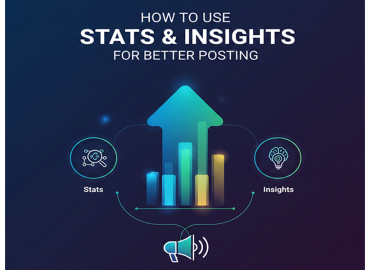 HOW TO USE
STATS & INSIGHTS
FOR BETTER POSTING
Stats
Insights